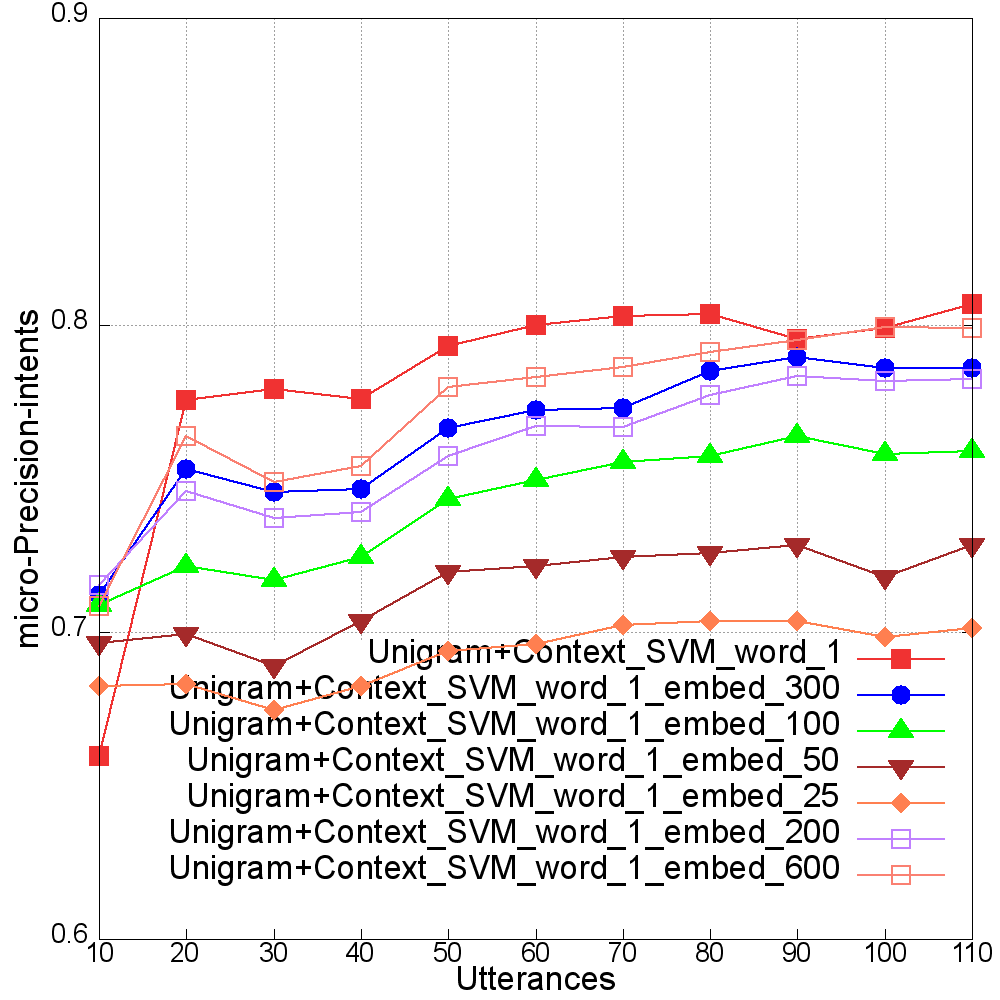 0.9
0.8
0.7
0.6
micro-Precision-intents
Unigram+Context_SVM_word_1
Unigram+Context_SVM_word_1_embed_300
Unigram+Context_SVM_word_1_embed_100
Unigram+Context_SVM_word_1_embed_50
Unigram+Context_SVM_word_1_embed_25
Unigram+Context_SVM_word_1_embed_200
Unigram+Context_SVM_word_1_embed_600
10 20 30 40 50 60 70 80 90 100 110
Utterances